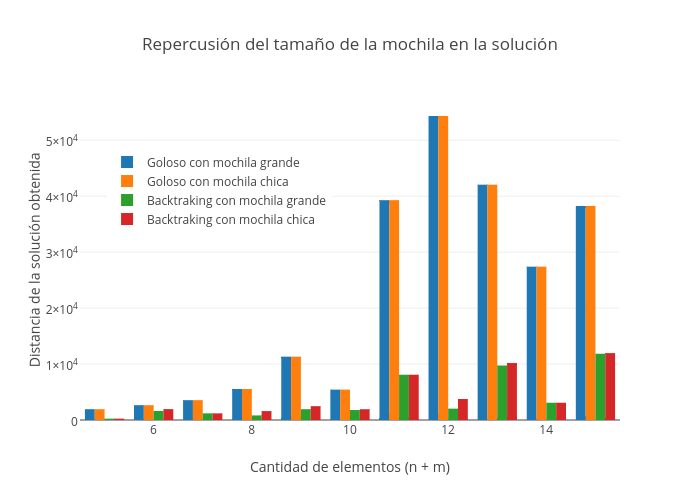 Repercusión del tamaño de la mochila en la solución
Distancia de la solución obtenida
5×10⁴
4×10⁴
3×10⁴
2×10⁴
1×10⁴
0
Goloso con mochila grande
Goloso con mochila chica
Backtraking con mochila grande
Backtraking con mochila chica
6 8 10 12 14
Cantidad de elementos (n + m)